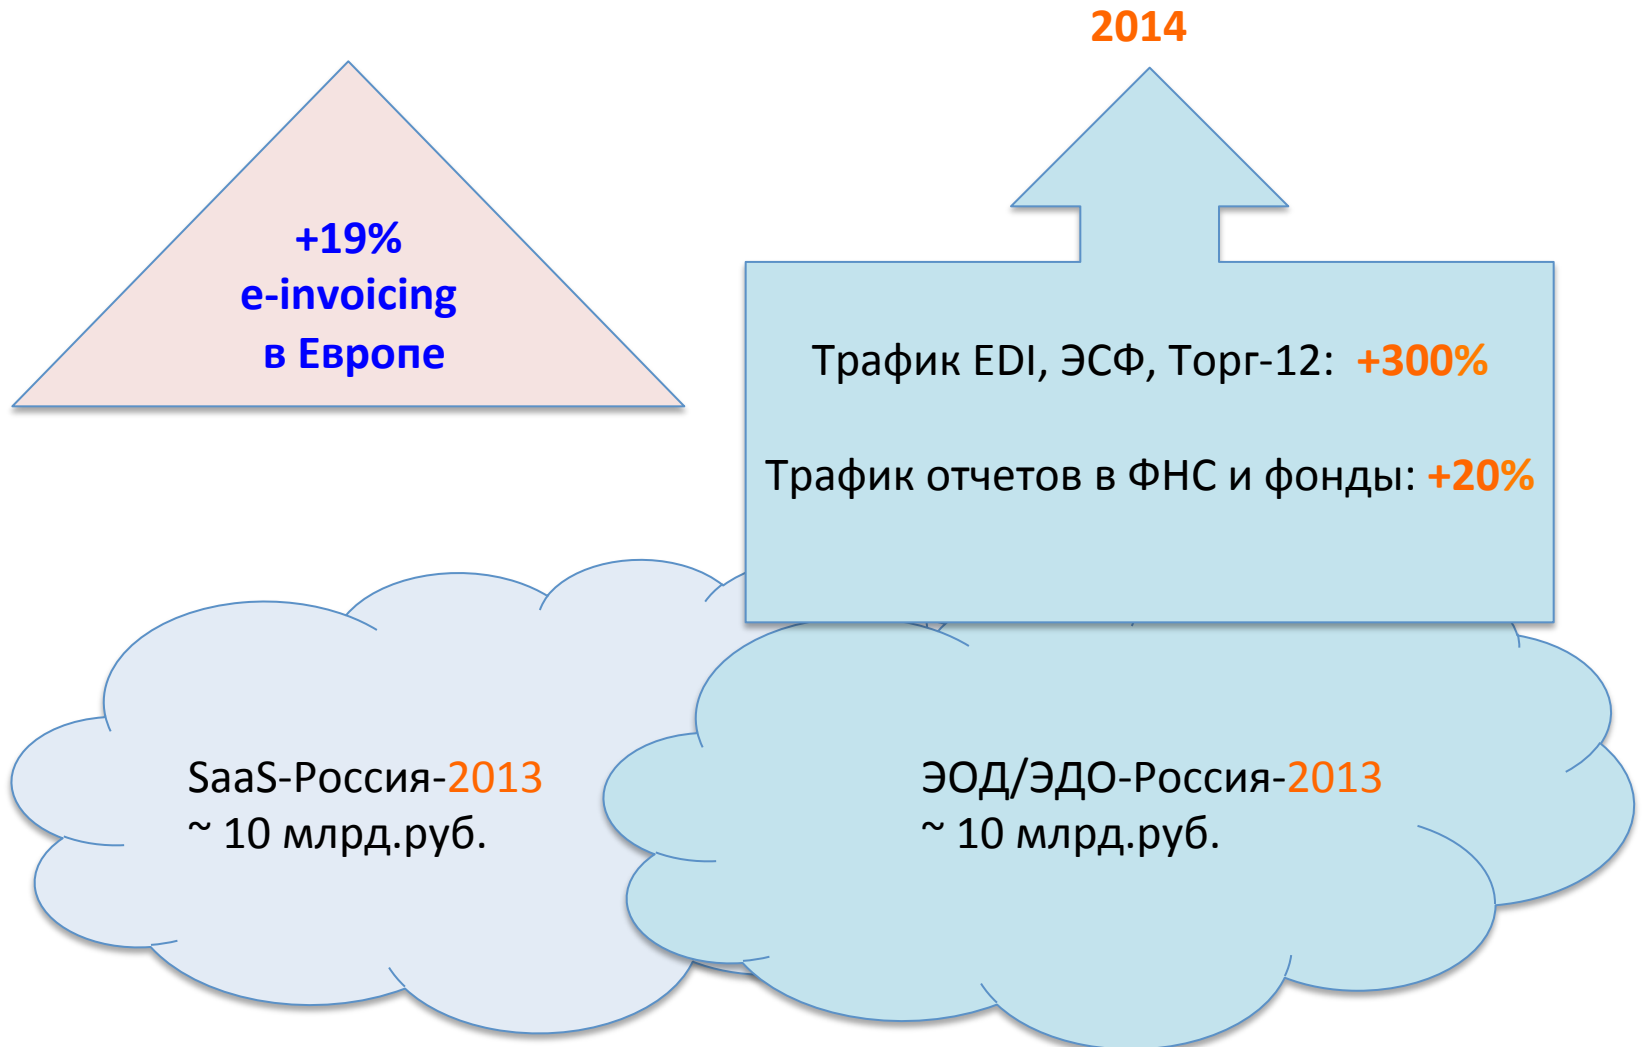 2014
+19%
e-invoicing
в Европе
Трафик EDI, ЭСФ, Торг-12: +300%
Трафик отчетов в ФНС и фонды: +20%
SaaS-Россия-2013
~ 10 млрд.руб.
ЭОД/ЭДО-Россия-2013
~ 10 млрд.руб.